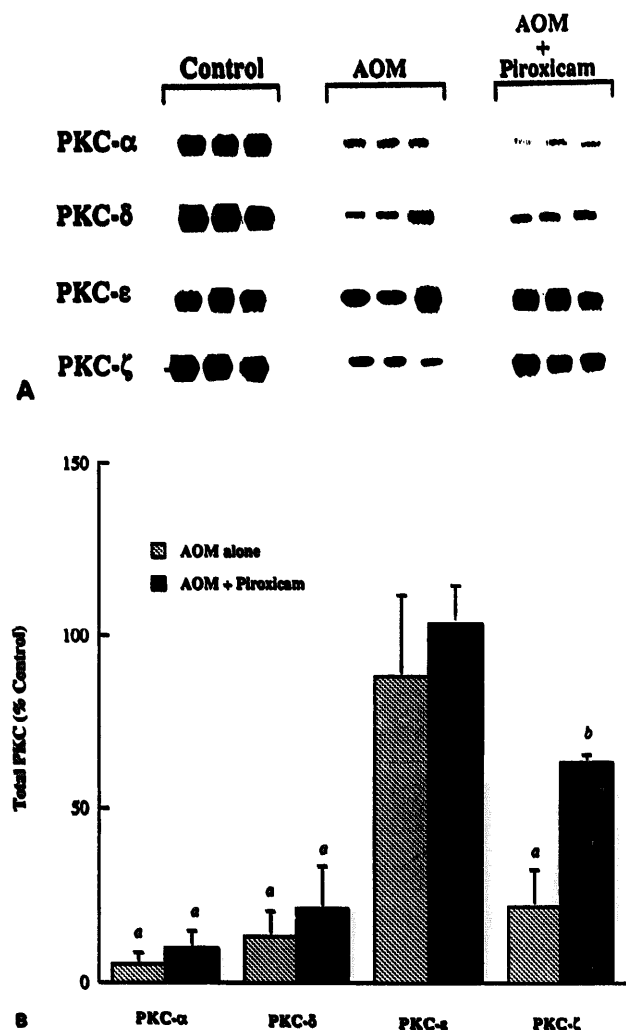 Control
AOM
AOM
+
Piroxicam
PKC-α
PKC-δ
PKC-ε
PKC-ζ
A
150
AOM alone
AOM + Piroxicam
100
Total PKC (% Control)
b
50
a
a
a
a
0
B
PKC-α
PKC-δ
PKC-ε
PKC-ζ